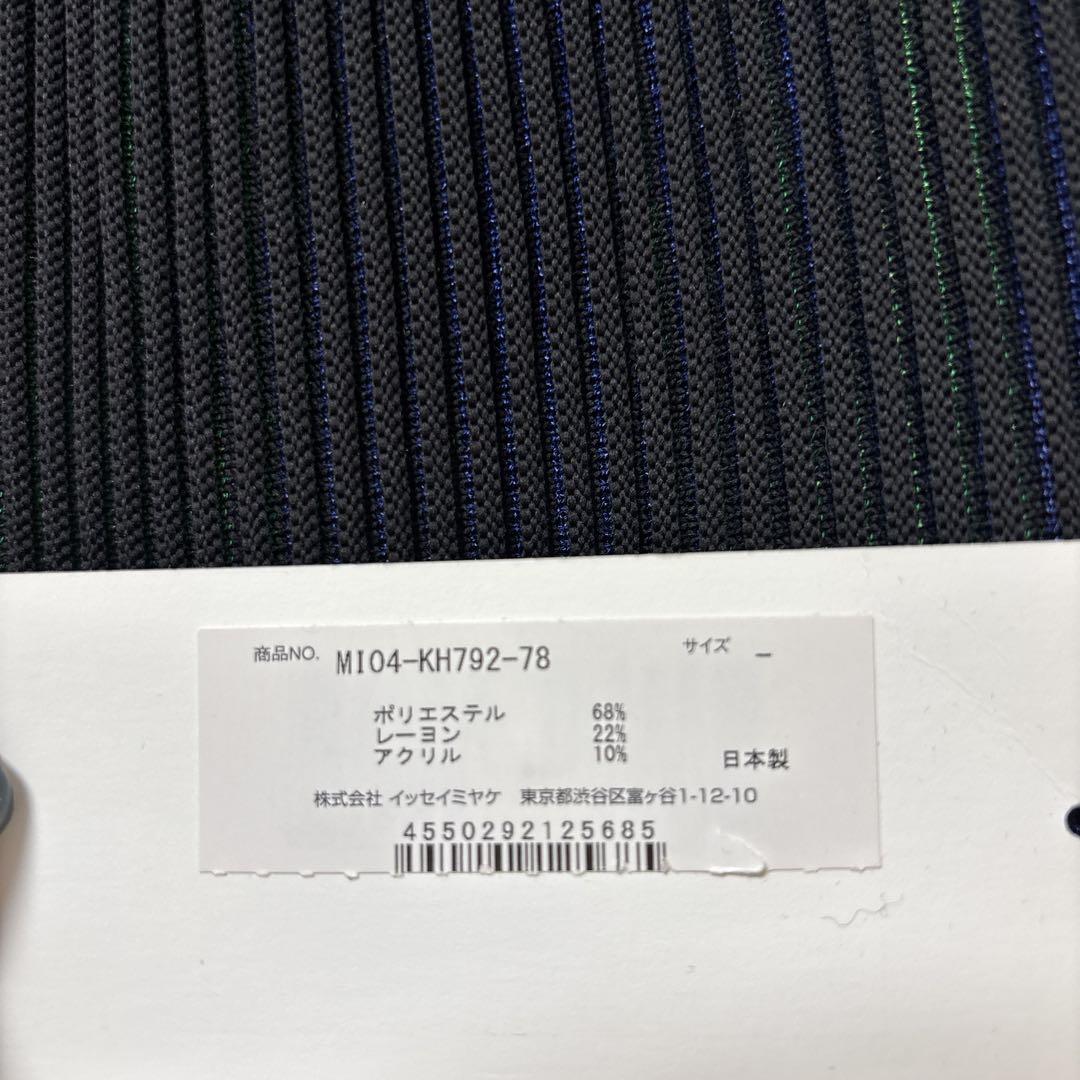 商品NO. MI04-KH792-78 サイズ –
ポリエステル 68%
レーヨン 22%
アクリル 10% 日本製
株式会社 イッセイミヤケ 東京都渋谷区富ヶ谷1-12-10
4550292125685